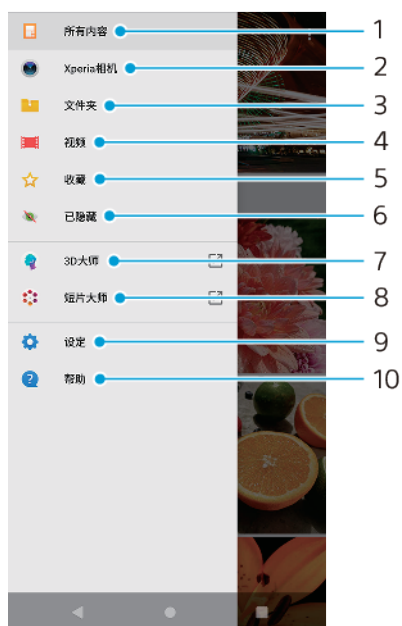 所有内容 1
Xperia相机 2
文件夹 3
视频 4
收藏 5
已隐藏 6
3D大师 7
短片大师 8
设定 9
帮助 10